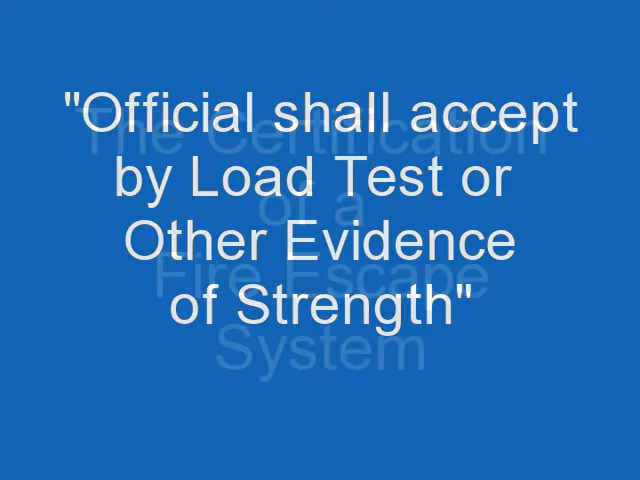 "Official shall accept
by Load Test or
Other Evidence
of Strength"
The Certification
of a
Fire Escape
System